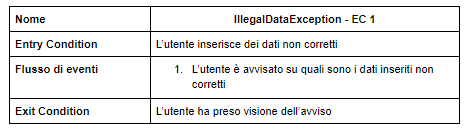 Nome IllegalDataException - EC 1
Entry Condition L'utente inserisce dei dati non corretti
Flusso di eventi 1. L'utente è avvisato su quali sono i dati inseriti non
corretti
Exit Condition L'utente ha preso visione dell'avviso